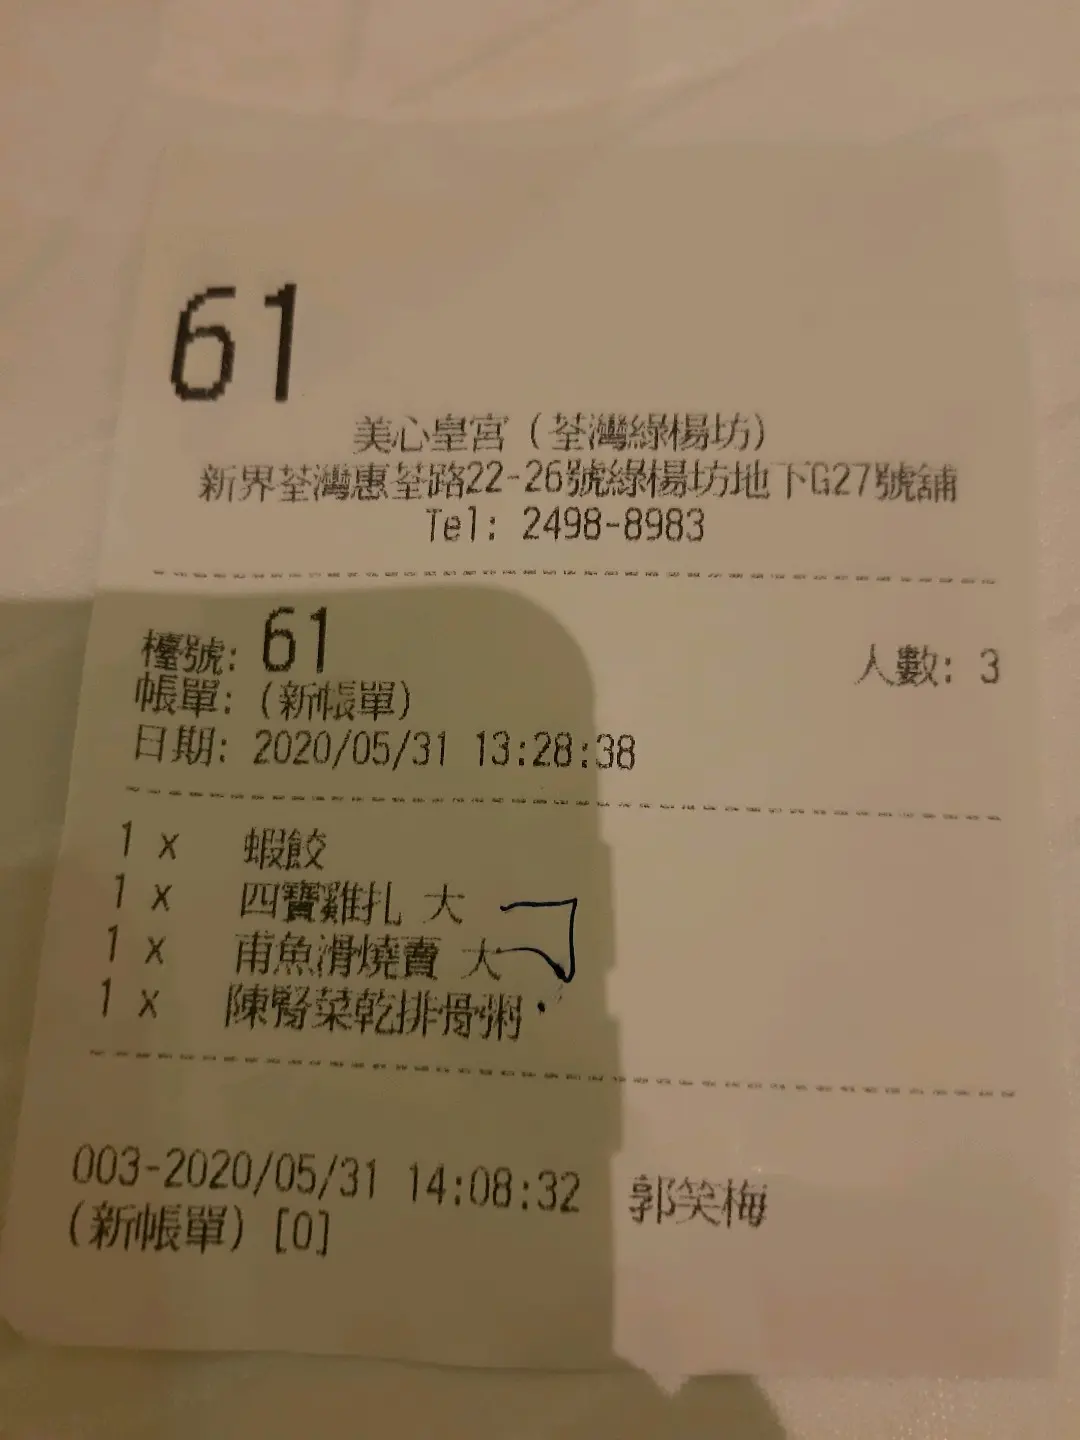 61
美心皇宮（荃灣綠楊坊）
新界荃灣惠荃路22-26號綠楊坊地下G27號舖
Tel: 2498-8983
檯號: 61 人數: 3
帳單: (新帳單)
日期: 2020/05/31 13:28:38
1 x 蝦餃
1 x 四寶雞扎 大
1 x 甫魚滑燒賣 大
1 x 陳腎菜乾排骨粥
003-2020/05/31 14:08:32 郭笑梅
(新帳單) [0]